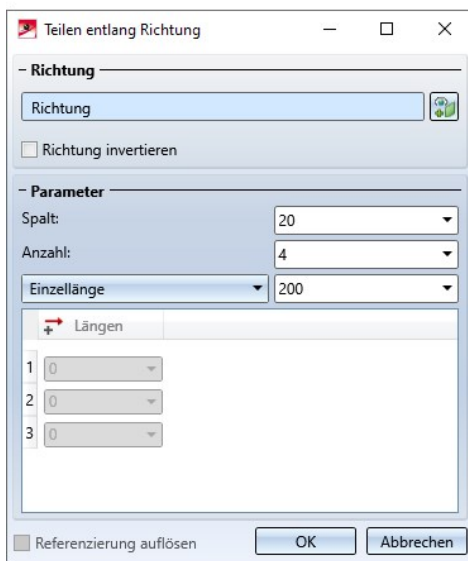 Teilen entlang Richtung
Richtung
Richtung
Richtung invertieren
Parameter
Spalt: 20
Anzahl: 4
Einzellänge 200
Längen
1 0
2 0
3 0
Referenzierung auflösen OK Abbrechen